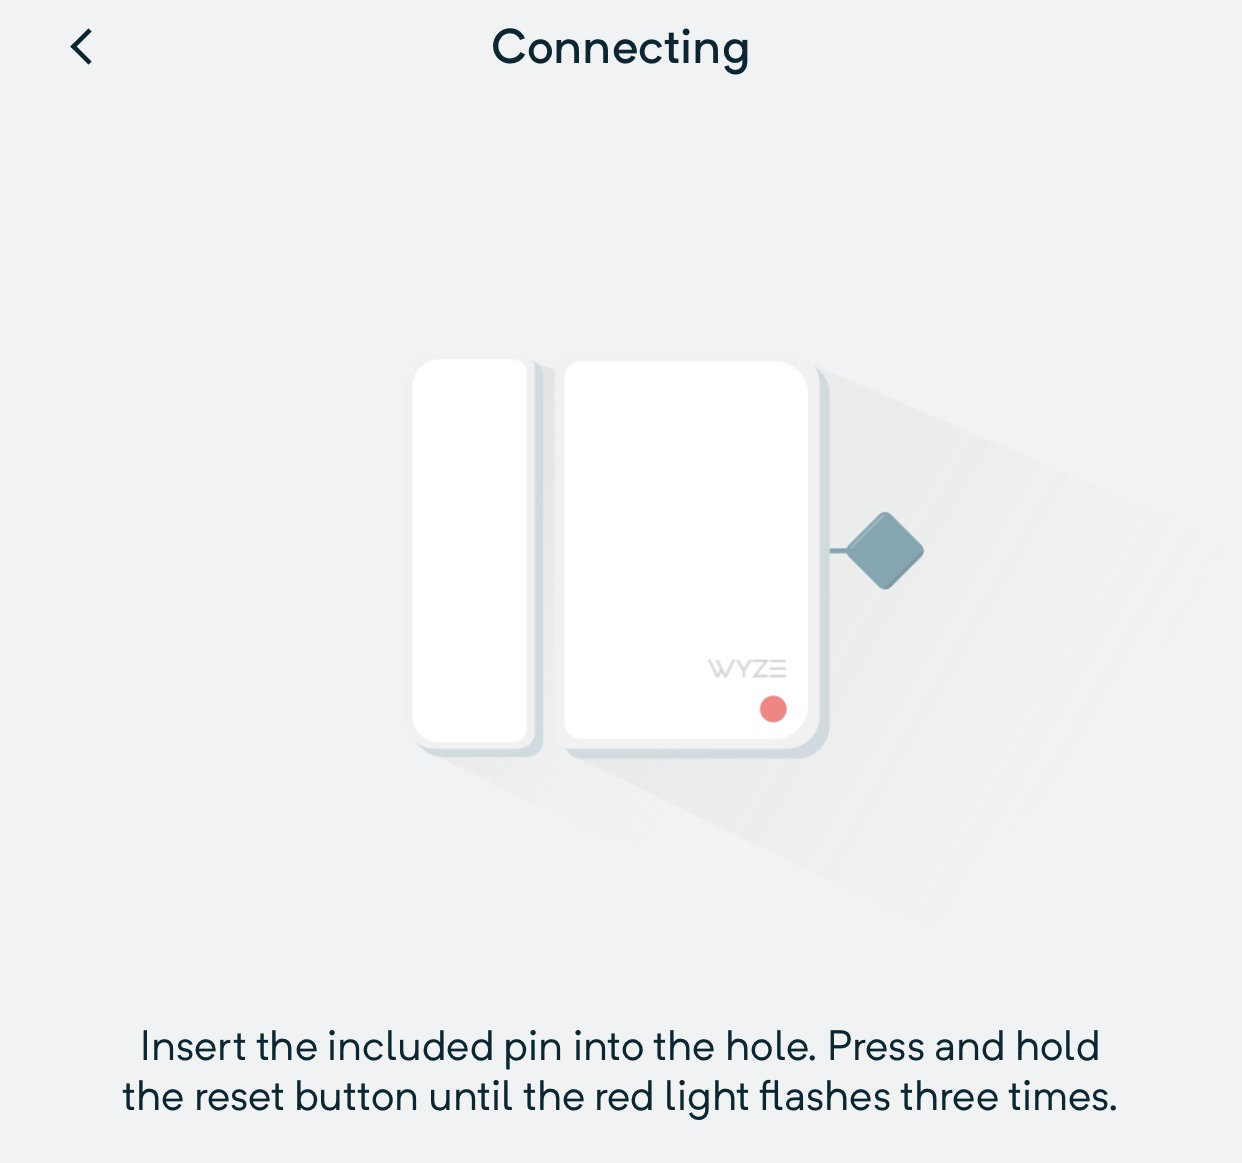 Connecting
WYZE
Insert the included pin into the hole. Press and hold
the reset button until the red light flashes three times.